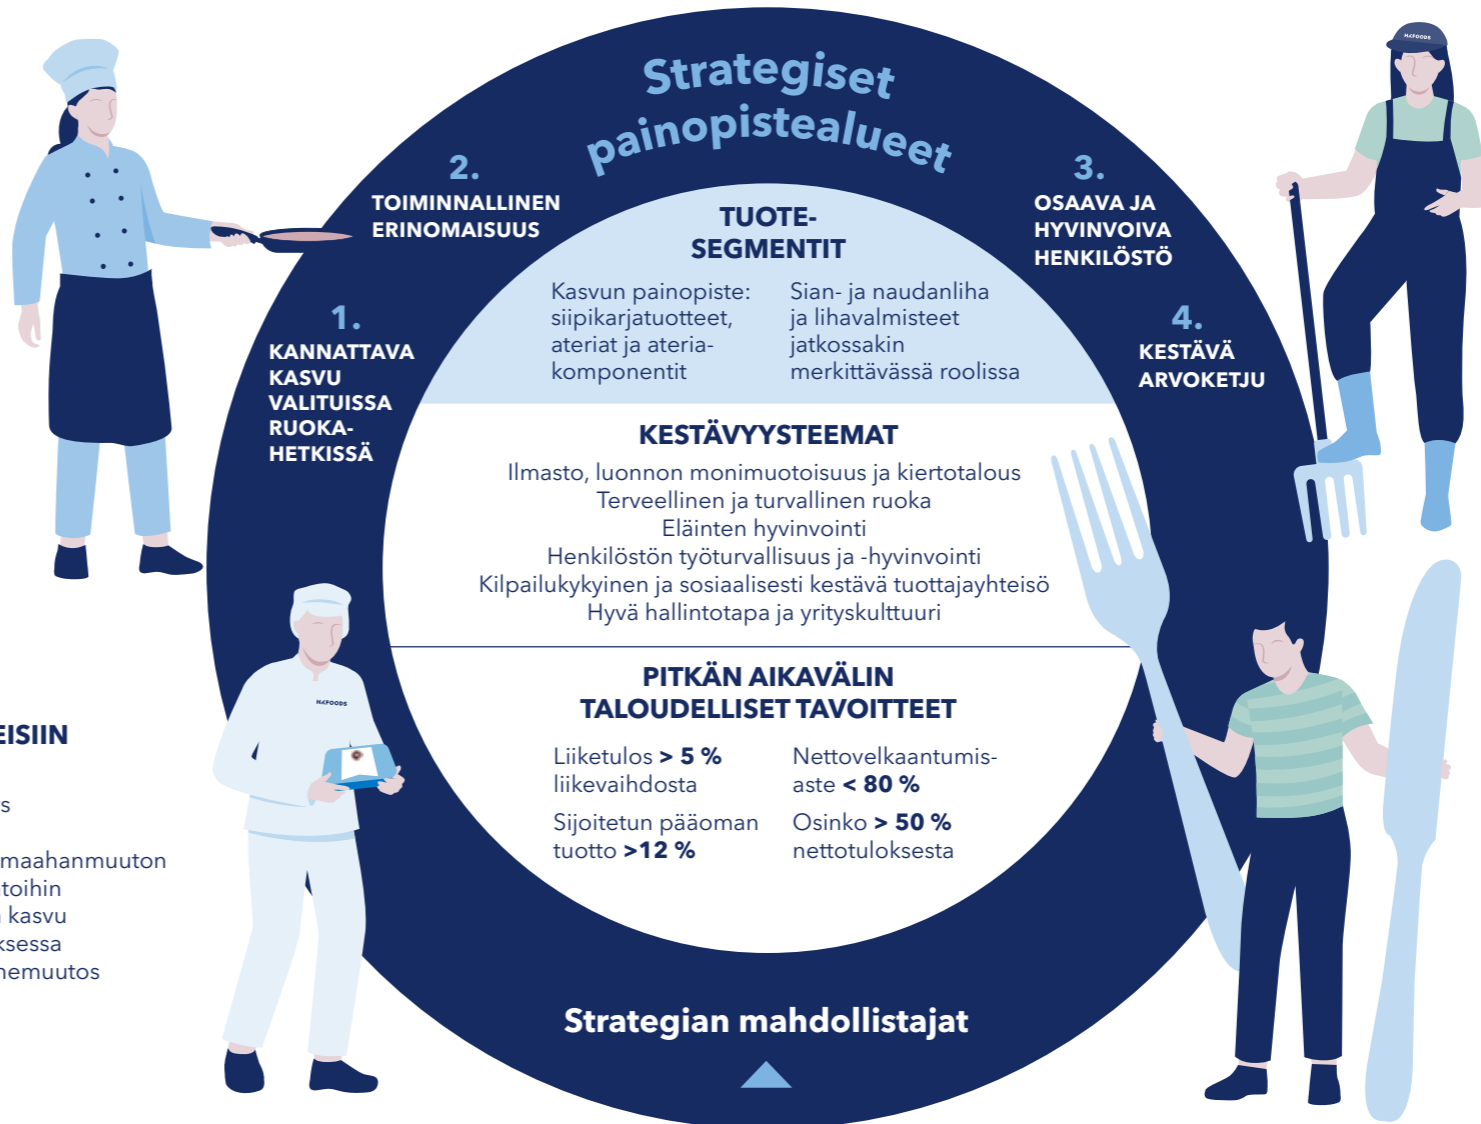 Strategiset
painopistealueet
1.
KANNATTAVA
KASVU
VALITUISSA
RUOKA-
HETKISSÄ
2.
TOIMINNALLINEN
ERINOMAISUUS
3.
OSAAVA JA
HYVINVOIVA
HENKILÖSTÖ
4.
KESTÄVÄ
ARVOKETJU
TUOTE-
SEGMENTIT
Kasvun painopiste:
siipikarjatuotteet,
ateriat ja ateria-
komponentit
Sian- ja naudanliha
ja lihavalmisteet
jatkossakin
merkittävässä roolissa
KESTÄVYYSTEEMAT
Ilmasto, luonnon monimuotoisuus ja kiertotalous
Terveellinen ja turvallinen ruoka
Eläinten hyvinvointi
Henkilöstön työturvallisuus ja -hyvinvointi
Kilpailukykyinen ja sosiaalisesti kestävä tuottajayhteisö
Hyvä hallintotapa ja yrityskulttuuri
PITKÄN AIKAVÄLIN
TALOUDELLISET TAVOITTEET
Liiketulos > 5 %
liikevaihdosta
Sijoitetun pääoman
tuotto >12 %
Nettovelkaantumis-
aste < 80 %
Osinko > 50 %
nettotuloksesta
Strategian mahdollistajat
HKFOODS
HKFOODS
EISIIN
s
maahanmuuton
toihin
kasvu
ksessa
nemuutos